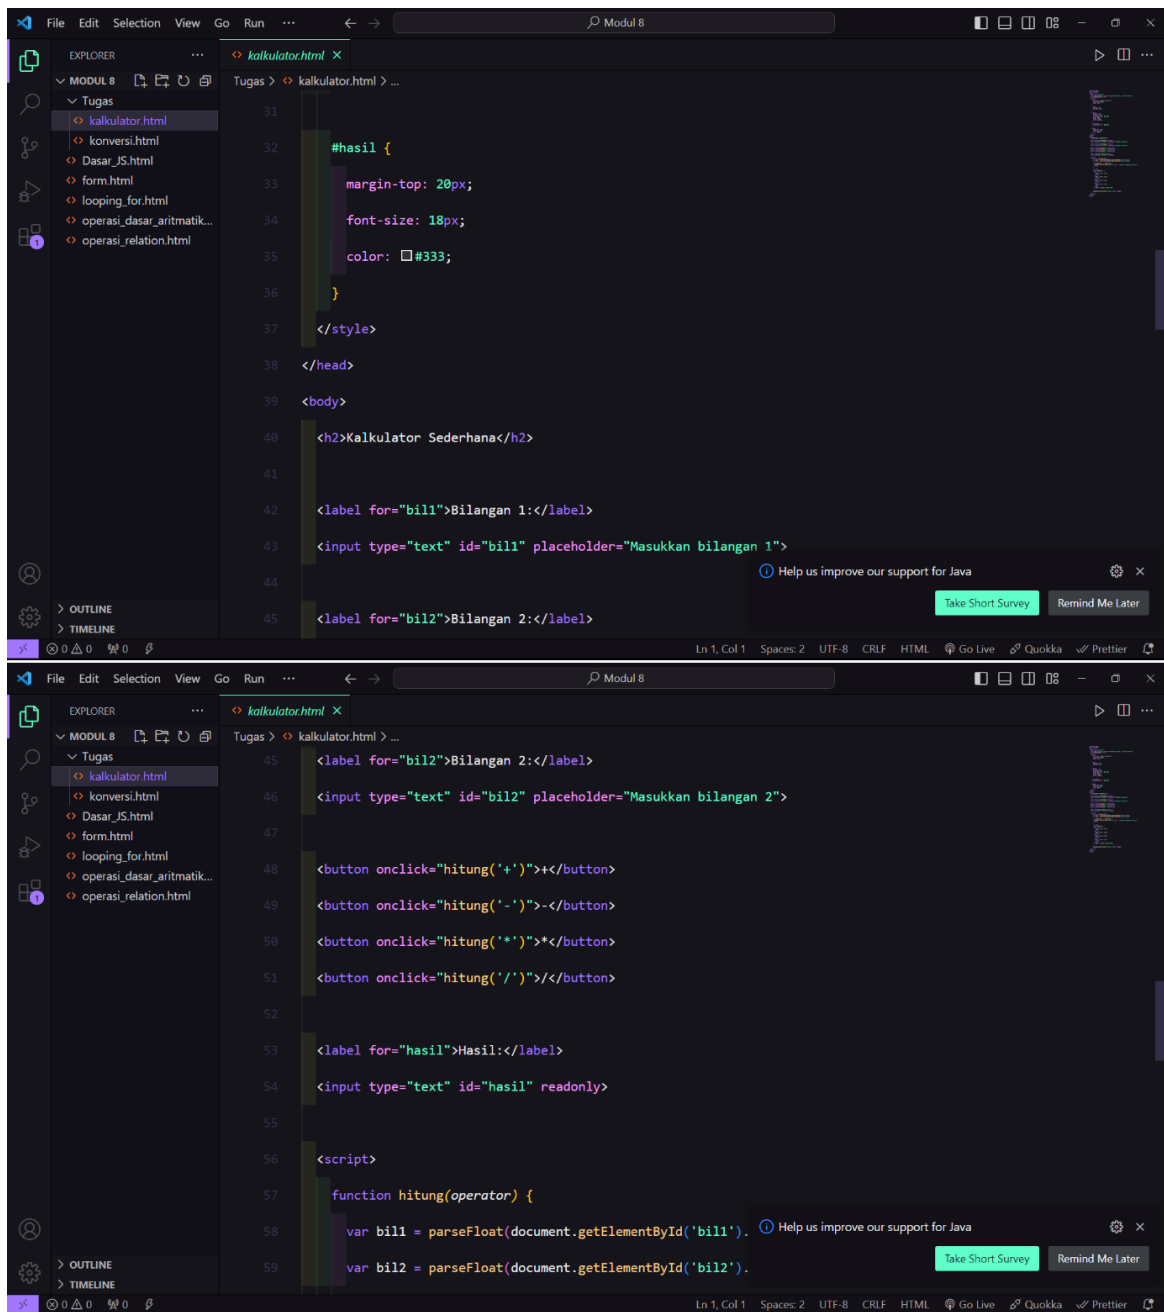 File Edit Selection View Go Run ··· Modul 8
EXPLORER ···
MODUL 8
Tugas
kalkulator.html
konversi.html
Dasar_JS.html
form.html
looping_for.html
operasi_dasar_aritmatik...
operasi_relation.html
OUTLINE
TIMELINE
kalkulator.html
Tugas > kalkulator.html > ...
31
32 #hasil {
33 margin-top: 20px;
34 font-size: 18px;
35 color: #333;
36 }
37 </style>
38 </head>
39 <body>
40 <h2>Kalkulator Sederhana</h2>
41
42 <label for="bil1">Bilangan 1:</label>
43 <input type="text" id="bil1" placeholder="Masukkan bilangan 1">
44
45 <label for="bil2">Bilangan 2:</label>
Help us improve our support for Java
Take Short Survey Remind Me Later
1
0 0 0 Ln 1, Col 1 Spaces: 2 UTF-8 CRLF HTML Go Live Quokka Prettier
File Edit Selection View Go Run ··· Modul 8
EXPLORER ···
MODUL 8
Tugas
kalkulator.html
konversi.html
Dasar_JS.html
form.html
looping_for.html
operasi_dasar_aritmatik...
operasi_relation.html
OUTLINE
TIMELINE
kalkulator.html
Tugas > kalkulator.html > ...
45 <label for="bil2">Bilangan 2:</label>
46 <input type="text" id="bil2" placeholder="Masukkan bilangan 2">
47
48 <button onclick="hitung('+')">+</button>
49 <button onclick="hitung('-')">-</button>
50 <button onclick="hitung('*')">*</button>
51 <button onclick="hitung('/')">/</button>
52
53 <label for="hasil">Hasil:</label>
54 <input type="text" id="hasil" readonly>
55
56 <script>
57 function hitung(operator) {
58 var bil1 = parseFloat(document.getElementById('bil1').
59 var bil2 = parseFloat(document.getElementById('bil2').
Help us improve our support for Java
Take Short Survey Remind Me Later
1
0 0 0 Ln 1, Col 1 Spaces: 2 UTF-8 CRLF HTML Go Live Quokka Prettier